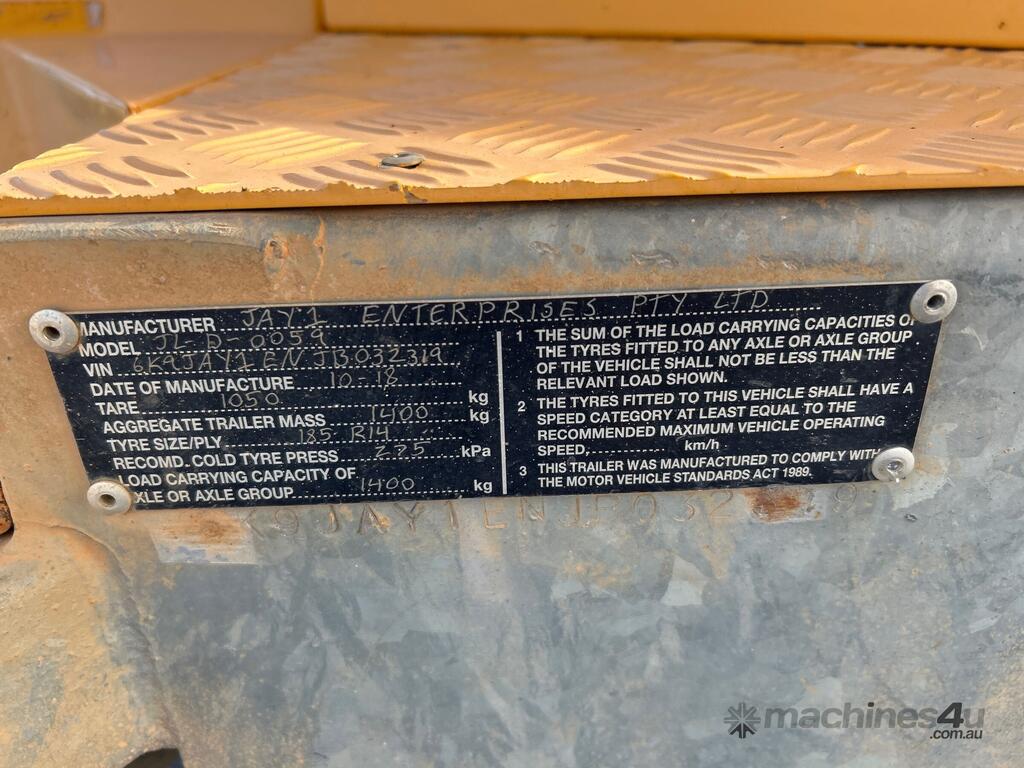 MANUFACTURER JAY1 ENTERPRISES PTY LTD
MODEL JL-D-0059
VIN 6K9JAY1ENJB032319
DATE OF MANUFACTURE 10-18
TARE 1050 kg
AGGREGATE TRAILER MASS 1400 kg
TYRE SIZE/PLY 185 R14
RECOMD. COLD TYRE PRESS 225 kPa
LOAD CARRYING CAPACITY OF
AXLE OR AXLE GROUP 1400 kg
1 THE SUM OF THE LOAD CARRYING CAPACITIES OF
THE TYRES FITTED TO ANY AXLE OR AXLE GROUP
OF THE VEHICLE SHALL NOT BE LESS THAN THE
RELEVANT LOAD SHOWN.
2 THE TYRES FITTED TO THIS VEHICLE SHALL HAVE A
SPEED CATEGORY AT LEAST EQUAL TO THE
RECOMMENDED MAXIMUM VEHICLE OPERATING
SPEED, km/h
3 THIS TRAILER WAS MANUFACTURED TO COMPLY WITH
THE MOTOR VEHICLE STANDARDS ACT 1989.
K9JAY1ENJB032 9
machines4u
.com.au